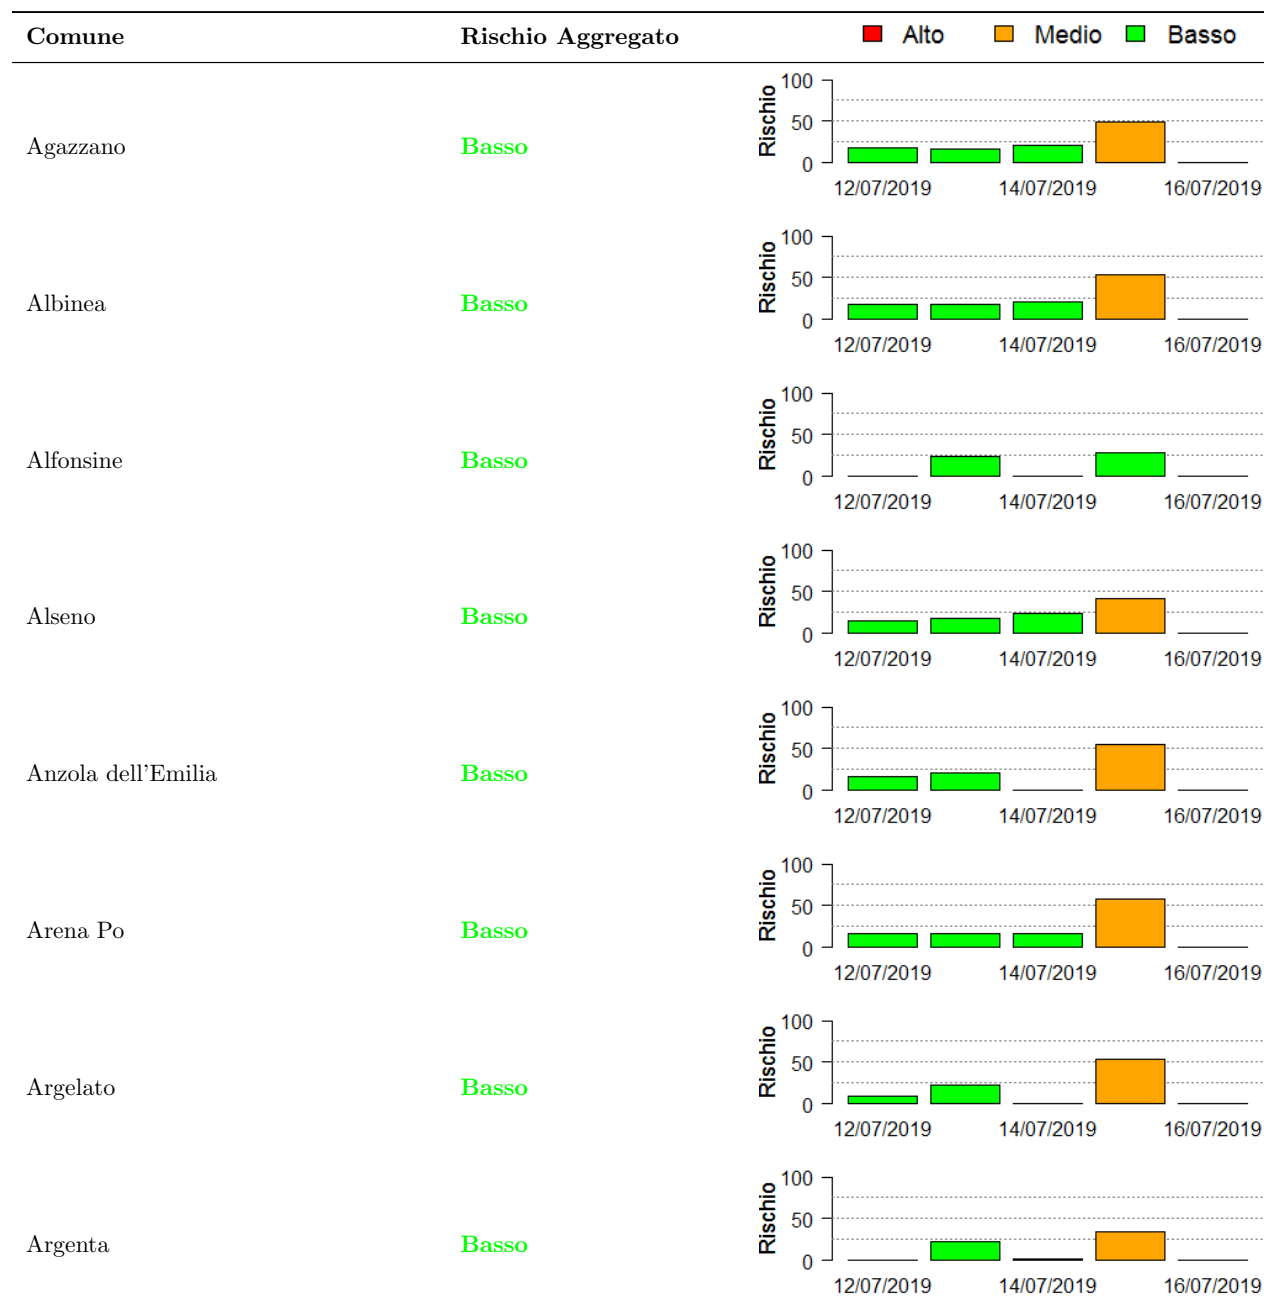 Comune Rischio Aggregato Alto Medio Basso
Agazzano Basso Rischio 100 50 0
12/07/2019 14/07/2019 16/07/2019
Albinea Basso Rischio 100 50 0
12/07/2019 14/07/2019 16/07/2019
Alfonsine Basso Rischio 100 50 0
12/07/2019 14/07/2019 16/07/2019
Alseno Basso Rischio 100 50 0
12/07/2019 14/07/2019 16/07/2019
Anzola dell'Emilia Basso Rischio 100 50 0
12/07/2019 14/07/2019 16/07/2019
Arena Po Basso Rischio 100 50 0
12/07/2019 14/07/2019 16/07/2019
Argelato Basso Rischio 100 50 0
12/07/2019 14/07/2019 16/07/2019
Argenta Basso Rischio 100 50 0
12/07/2019 14/07/2019 16/07/2019